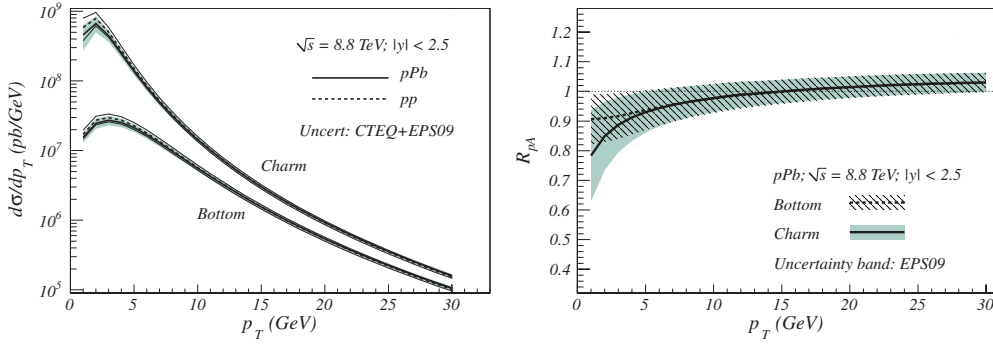 10^9
10^8
10^7
10^6
10^5
dσ/dp_T (pb/GeV)
√s = 8.8 TeV; |y| < 2.5
pPb
pp
Uncert: CTEQ+EPS09
Charm
Bottom
0 5 10 15 20 25 30
p_T (GeV)
1.2
1.1
1
0.9
0.8
0.7
0.6
0.5
0.4
R_pA
pPb; √s = 8.8 TeV, |y| < 2.5
Bottom
Charm
Uncertainty band: EPS09
0 5 10 15 20 25 30
p_T (GeV)